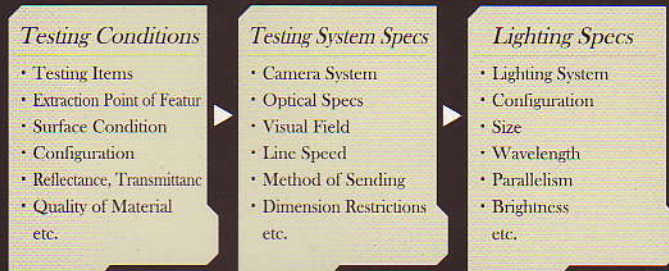 Testing Conditions
· Testing Items
· Extraction Point of Featur
· Surface Condition
· Configuration
· Reflectance, Transmittanc
· Quality of Material
etc.
Testing System Specs
· Camera System
· Optical Specs
· Visual Field
· Line Speed
· Method of Sending
· Dimension Restrictions
etc.
Lighting Specs
· Lighting System
· Configuration
· Size
· Wavelength
· Parallelism
· Brightness
etc.